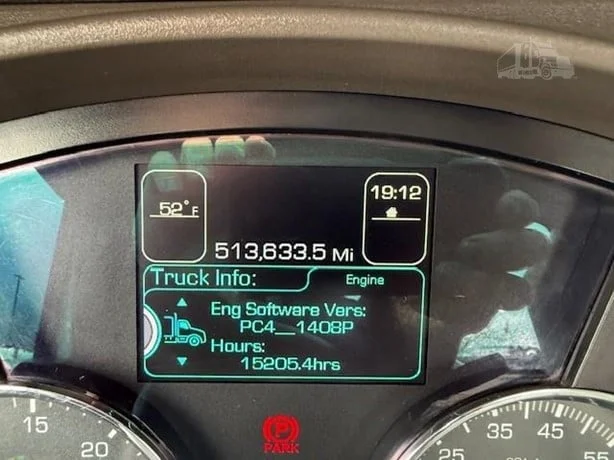 52° F
19:12
513,633.5 Mi
Truck Info:
Engine
Eng Software Vers:
PC4__1408P
Hours:
15205.4hrs
P
PARK
15
20
25
35
45
55